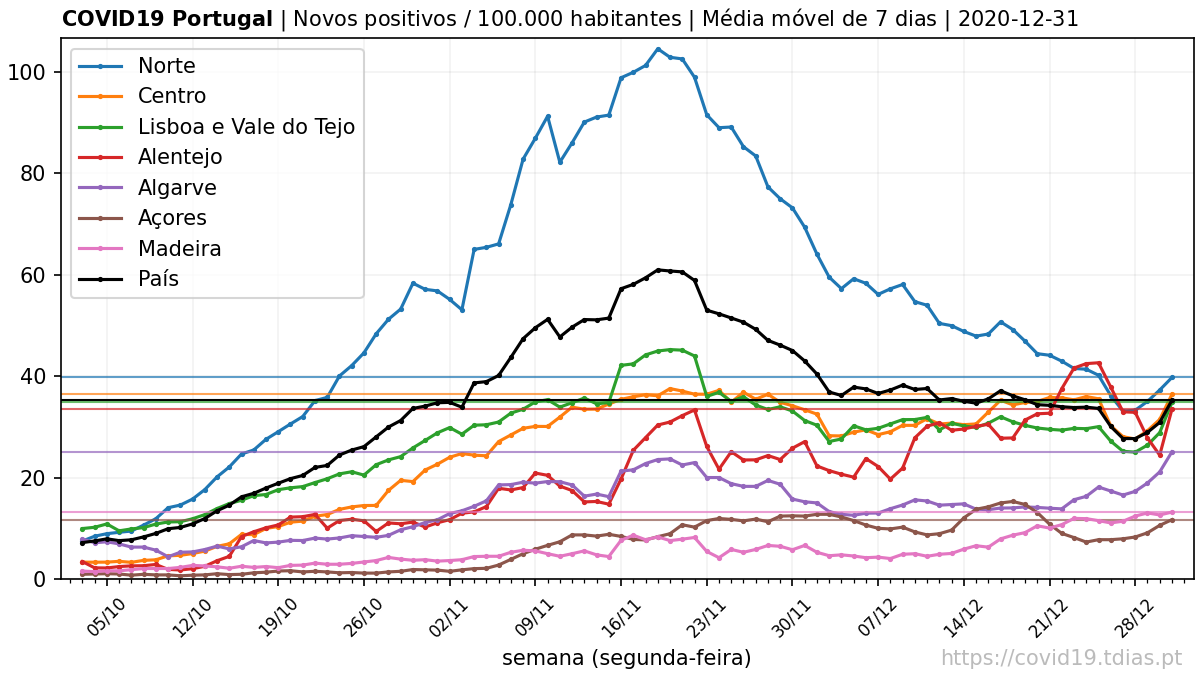 COVID19 Portugal | Novos positivos / 100.000 habitantes | Média móvel de 7 dias | 2020-12-31
100
80
60
40
20
0
Norte
Centro
Lisboa e Vale do Tejo
Alentejo
Algarve
Açores
Madeira
País
05/10
12/10
19/10
26/10
02/11
09/11
16/11
23/11
30/11
07/12
14/12
21/12
28/12
semana (segunda-feira)
https://covid19.tdias.pt